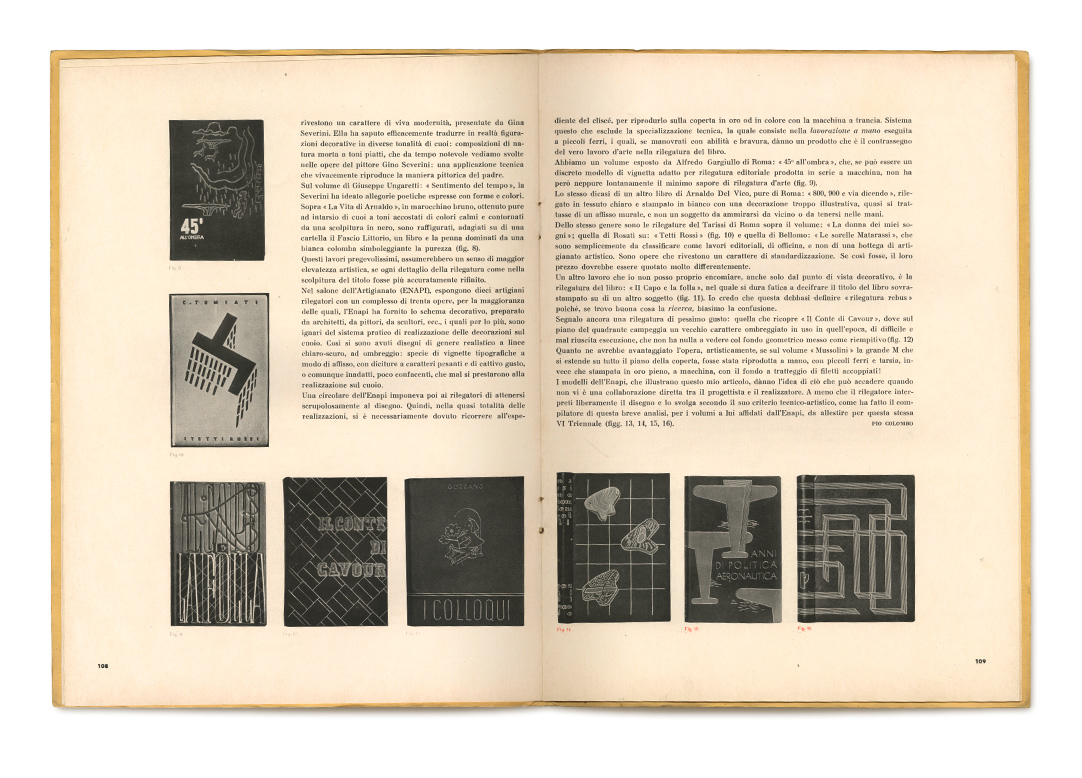 45'
ALL'OMBRA
Fig. 9
C. TUMIATI
I TETTI ROSSI
Fig. 10
rivestono un carattere di viva modernità, presentate da Gina
Severini. Ella ha saputo efficacemente tradurre in realtà figura-
zioni decorative in diverse tonalità di cuoi: composizioni di na-
tura morta a toni piatti, che da tempo notevole vediamo svolte
nelle opere del pittore Gino Severini: una applicazione tecnica
che vivacemente riproduce la maniera pittorica del padre.
Sul volume di Giuseppe Ungaretti: « Sentimento del tempo », la
Severini ha ideato allegorie poetiche espresse con forme e colori.
Sopra « La Vita di Arnaldo », in marocchino bruno, ottenuto pure
ad intarsio di cuoi a toni accostati di colori calmi e contornati
da una scolpitura in nero, sono raffigurati, adagiati su di una
cartella il Fascio Littorio, un libro e la penna dominati da una
bianca colomba simboleggiante la purezza (fig. 8).
Questi lavori pregevolissimi, assumerebbero un senso di maggior
elevatezza artistica, se ogni dettaglio della rilegatura come nella
scolpitura del titolo fosse più accuratamente rifinito.
Nel salone dell'Artigianato (ENAPI), espongono dieci artigiani
rilegatori con un complesso di trenta opere, per la maggioranza
delle quali, l'Enapi ha fornito lo schema decorativo, preparato
da architetti, da pittori, da scultori, ecc., i quali per lo più, sono
ignari del sistema pratico di realizzazione delle decorazioni sul
cuoio. Così si sono avuti disegni di genere realistico a linee
chiaro-scuro, ad ombreggio: specie di vignette tipografiche a
modo di affisso, con diciture a caratteri pesanti e di cattivo gusto,
o comunque inadatti, poco confacenti, che mal si prestarono alla
realizzazione sul cuoio.
Una circolare dell'Enapi imponeva poi ai rilegatori di attenersi
scrupolosamente al disegno. Quindi, nella quasi totalità delle
realizzazioni, si è necessariamente dovuto ricorrere all'espe-
LA FOLLA
Fig. 11
IL CONTE
DI
CAVOUR
GOZZANO
I COLLOQUI
108
diente del cliscé, per riprodurlo sulla coperta in oro od in colore con la macchina a trancia. Sistema
questo che esclude la specializzazione tecnica, la quale consiste nella lavorazione a mano eseguita
a piccoli ferri, i quali, se manovrati con abilità e bravura, dànno un prodotto che è il contrassegno
del vero lavoro d'arte nella rilegatura del libro.
Abbiamo un volume esposto da Alfredo Gargiullo di Roma: « 45º all'ombra », che, se può essere un
discreto modello di vignetta adatto per rilegatura editoriale prodotta in serie a macchina, non ha
però neppure lontanamente il minimo sapore di rilegatura d'arte (fig. 9).
Lo stesso dicasi di un altro libro di Arnaldo Del Vico, pure di Roma: « 800, 900 e via dicendo », rile-
gato in tessuto chiaro e stampato in bianco con una decorazione troppo illustrativa, quasi si trat-
tasse di un affisso murale, e non un soggetto da ammirarsi da vicino o da tenersi nelle mani.
Dello stesso genere sono le rilegature del Tarissi di Roma sopra il volume: « La donna dei miei so-
gni »; quella di Rosati su: « Tetti Rossi » (fig. 10) e quella di Bellomo: « Le sorelle Matarassi », che
sono semplicemente da classificare come lavori editoriali, di officina, e non di una bottega di arti-
gianato artistico. Sono opere che rivestono un carattere di standardizzazione. Se così fosse, il loro
prezzo dovrebbe essere quotato molto differentemente.
Un altro lavoro che io non posso proprio encomiare, anche solo dal punto di vista decorativo, è la
rilegatura del libro: « Il Capo e la folla », nel quale si dura fatica a decifrare il titolo del libro sovra-
stampato su di un altro soggetto (fig. 11). Io credo che questa debbasi definire « rilegatura rebus »
poiché, se trovo buona cosa la ricerca, biasimo la confusione.
Segnalo ancora una rilegatura di pessimo gusto: quella che ricopre « Il Conte di Cavour », dove sul
piano del quadrante campeggia un vecchio carattere ombreggiato in uso in quell'epoca, di difficile e
mal riuscita esecuzione, che non ha nulla a vedere col fondo geometrico messo come riempitivo (fig. 12)
Quanto ne avrebbe avantaggiato l'opera, artisticamente, se sul volume « Mussolini » la grande M che
si estende su tutto il piano della coperta, fosse stata riprodotta a mano, con piccoli ferri e tarsia, in-
vece che stampata in oro pieno, a macchina, con il fondo a tratteggio di filetti accoppiati!
I modelli dell'Enapi, che illustrano questo mio articolo, dànno l'idea di ciò che può accadere quando
non vi è una collaborazione diretta tra il progettista e il realizzatore. A meno che il rilegatore inter-
preti liberamente il disegno e lo svolga secondo il suo criterio tecnico-artistico, come ha fatto il com-
pilatore di questa breve analisi, per i volumi a lui affidati dall'Enapi, da allestire per questa stessa
VI Triennale (figg. 13, 14, 15, 16).
PIO COLOMBO
Fig. 14
ANNI
DI POLITICA
AERONAUTICA
Fig. 15
Fig. 16
109